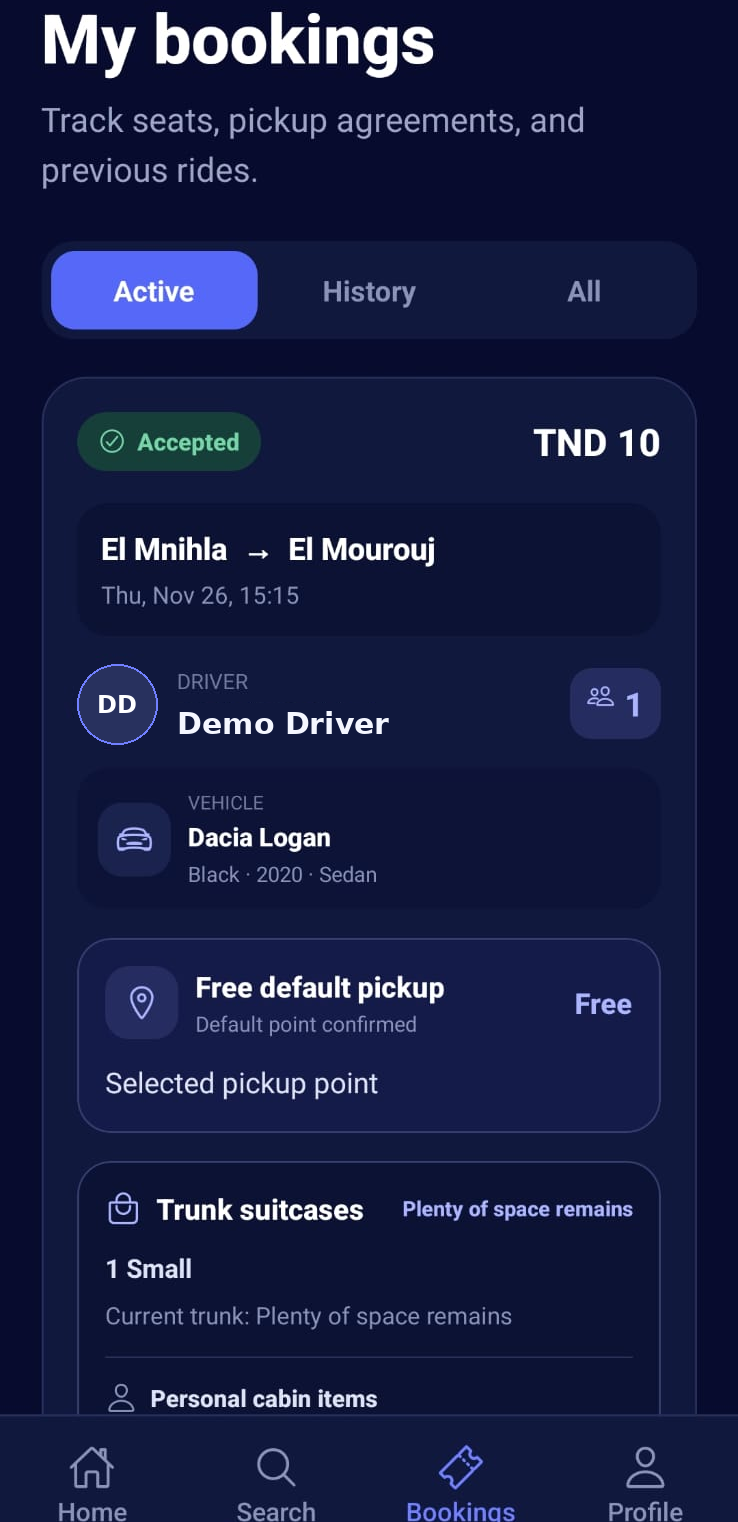 My bookings
Track seats, pickup agreements, and
previous rides.
Active History All
Accepted TND 10
El Mnihla → El Mourouj
Thu, Nov 26, 15:15
DD
DRIVER
Demo Driver
1
VEHICLE
Dacia Logan
Black · 2020 · Sedan
Free default pickup
Default point confirmed
Free
Selected pickup point
Trunk suitcases Plenty of space remains
1 Small
Current trunk: Plenty of space remains
Personal cabin items
Home Search Bookings Profile